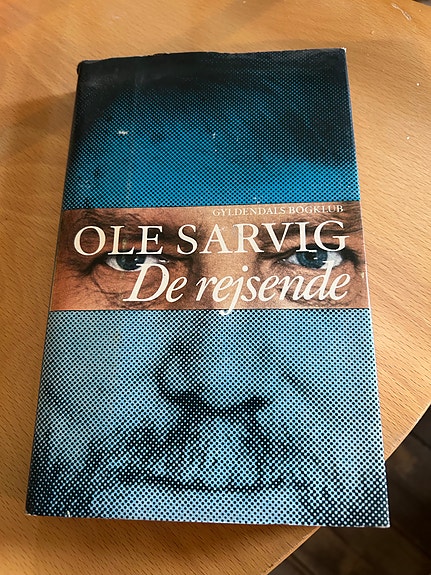 GYLDENDALS BOGKLUB
OLE SARVIG
De rejsende